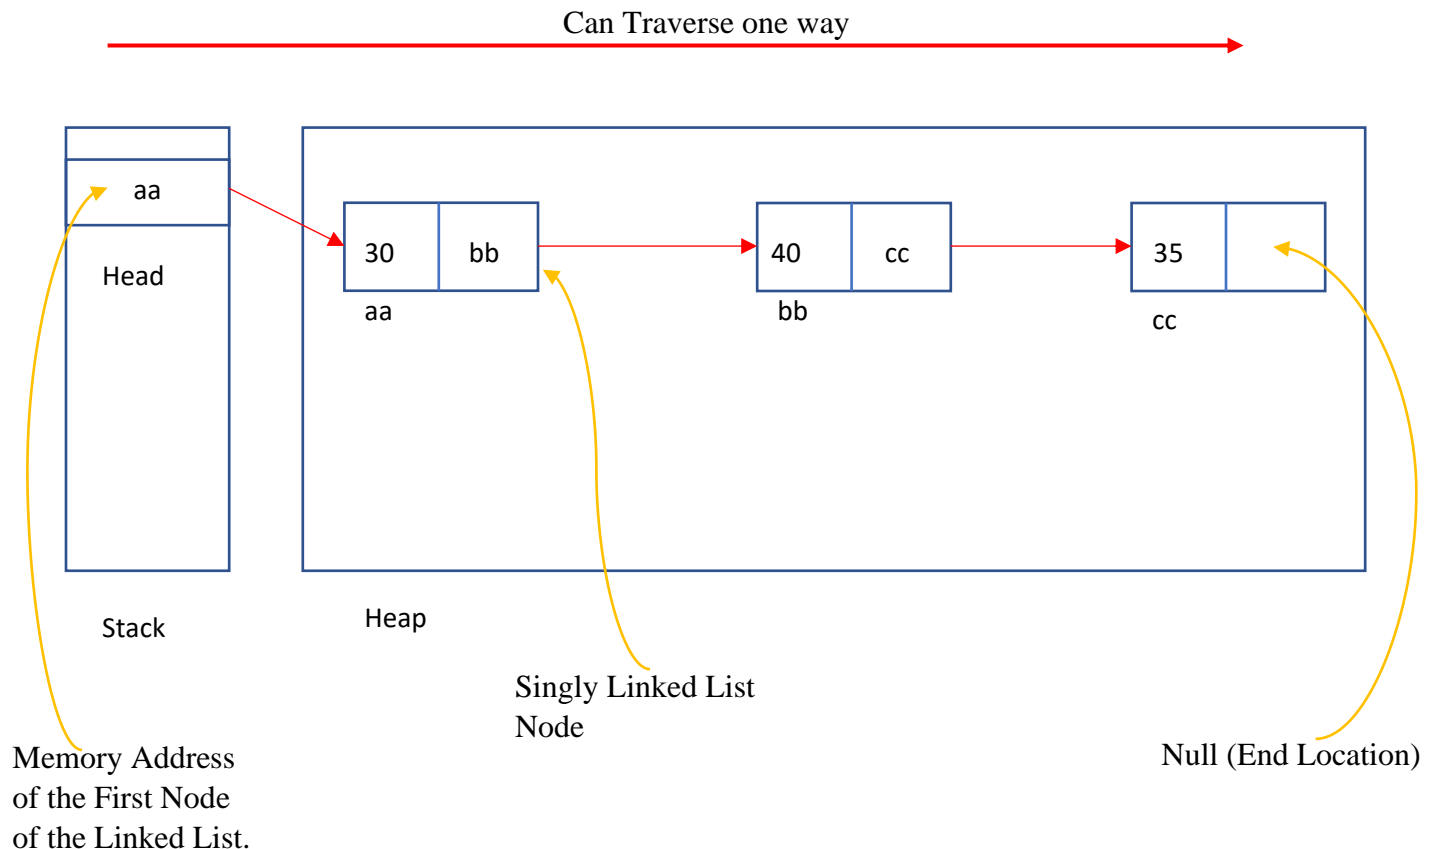 Can Traverse one way
aa
Head
30
bb
aa
40
cc
bb
35
cc
Stack
Heap
Singly Linked List
Node
Memory Address
of the First Node
of the Linked List.
Null (End Location)